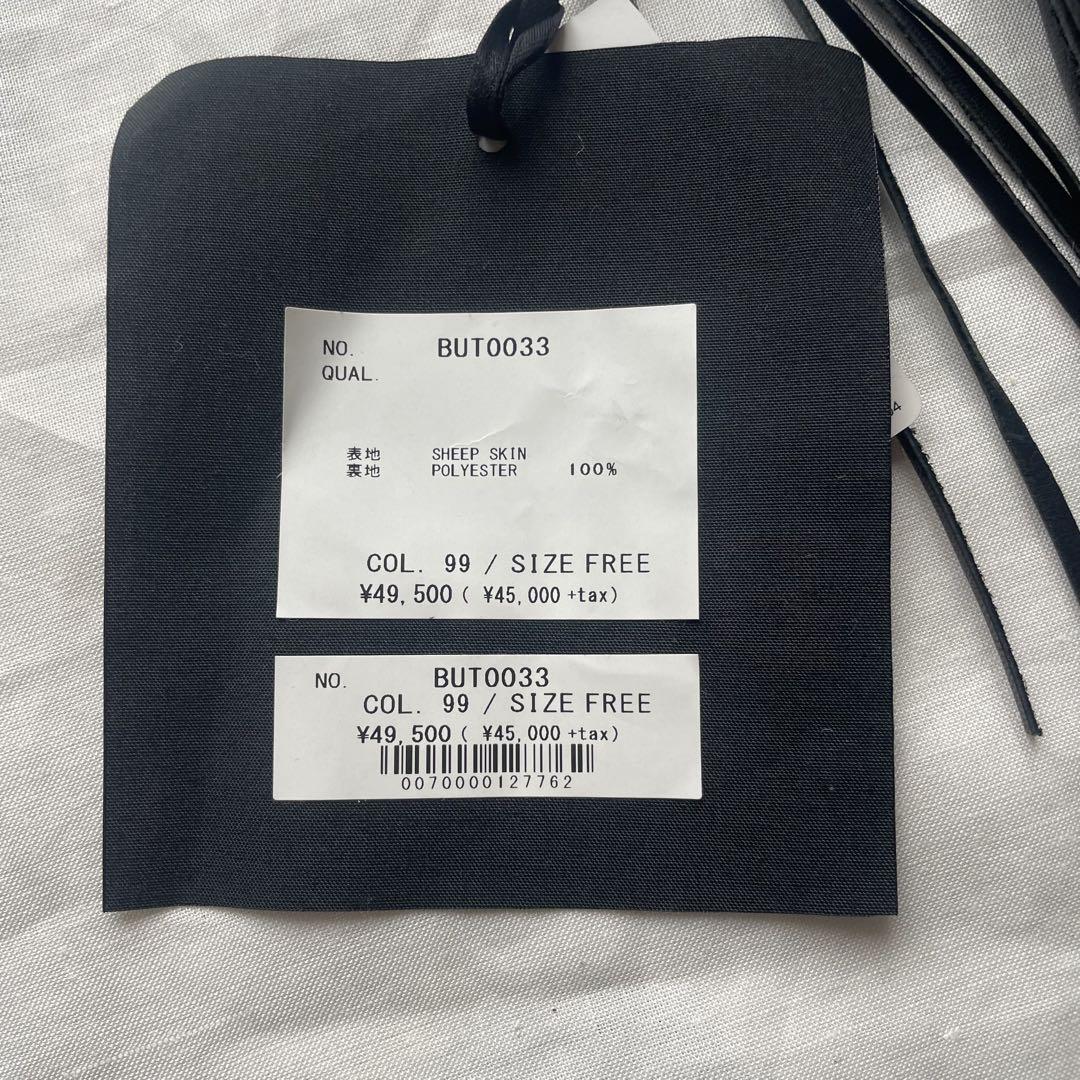 NO. BUT0033
QUAL.
表地 SHEEP SKIN
裏地 POLYESTER 100%
COL. 99 / SIZE FREE
¥49,500 ( ¥45,000 +tax)
NO. BUT0033
COL. 99 / SIZE FREE
¥49,500 ( ¥45,000 +tax)
0070000127762